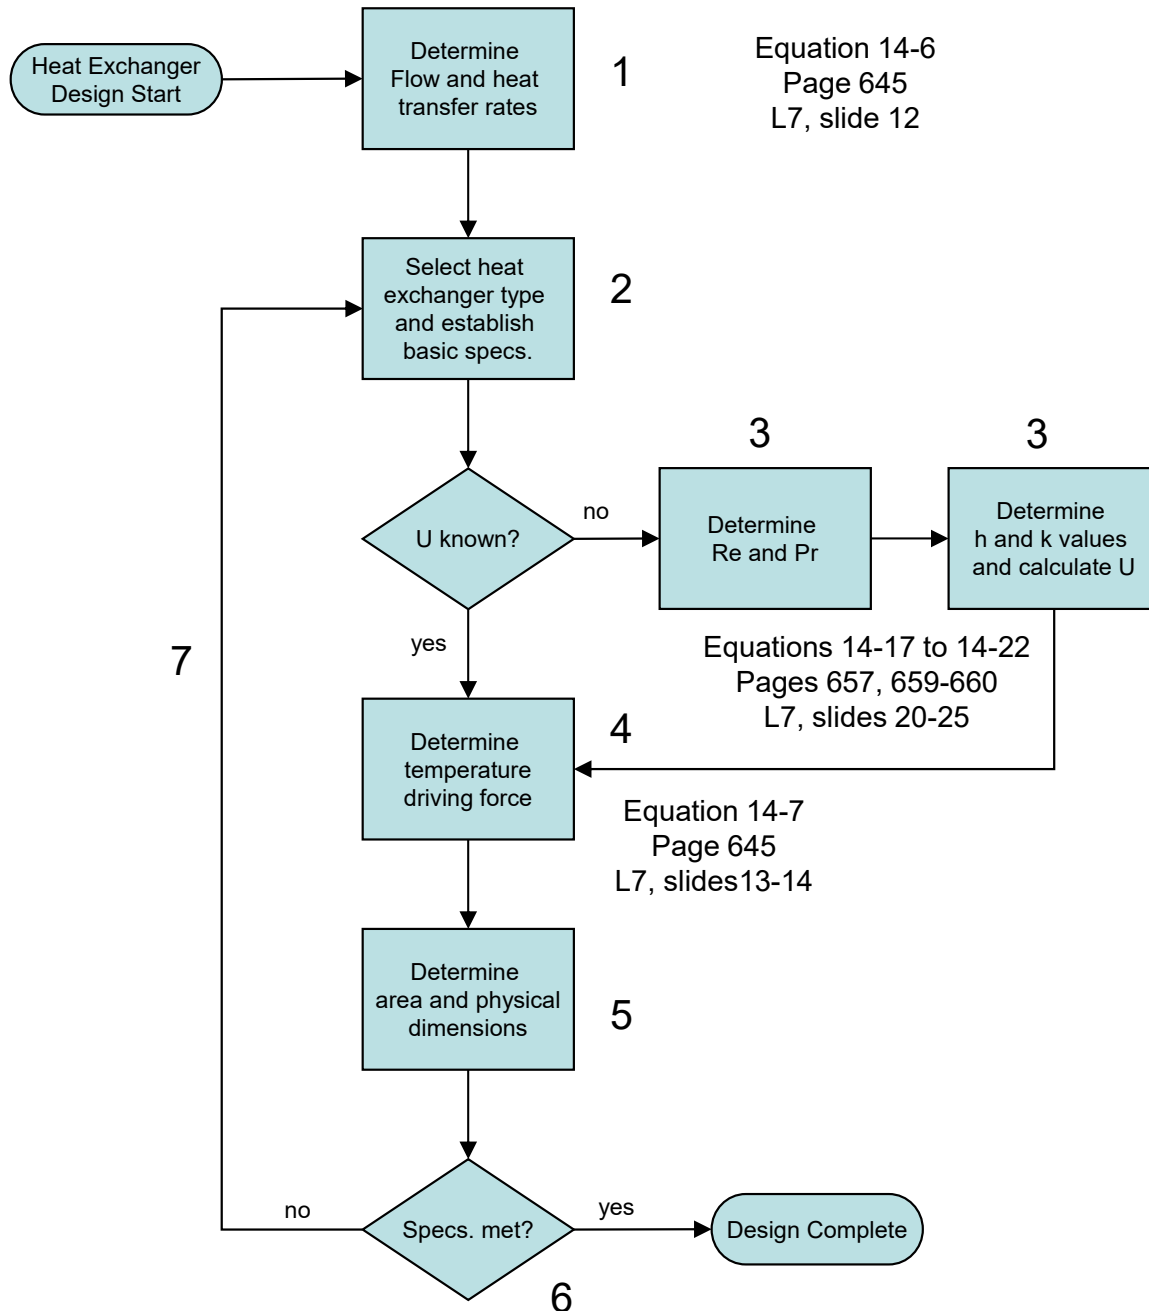 Heat Exchanger
Design Start
Determine
Flow and heat
transfer rates
1
Equation 14-6
Page 645
L7, slide 12
Select heat
exchanger type
and establish
basic specs.
2
U known?
no
yes
3
Determine
Re and Pr
3
Determine
h and k values
and calculate U
Equations 14-17 to 14-22
Pages 657, 659-660
L7, slides 20-25
7
Determine
temperature
driving force
4
Equation 14-7
Page 645
L7, slides13-14
Determine
area and physical
dimensions
5
Specs. met?
no
yes
6
Design Complete